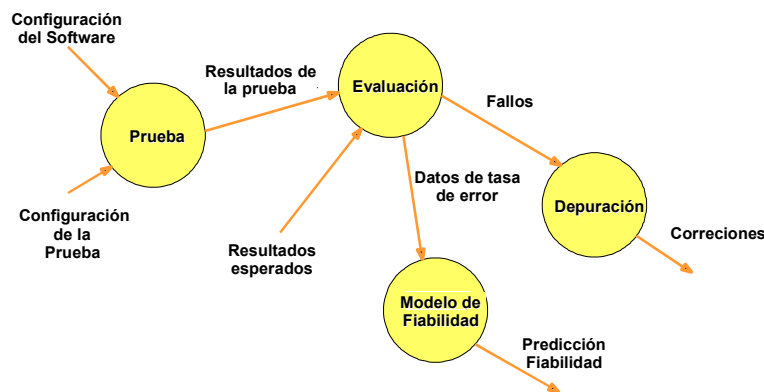 Configuración
del Software
Resultados de
la prueba
Evaluación
Fallos
Prueba
Datos de tasa
de error
Depuración
Configuración
de la
Prueba
Resultados
esperados
Correciones
Modelo de
Fiabilidad
Predicción
Fiabilidad